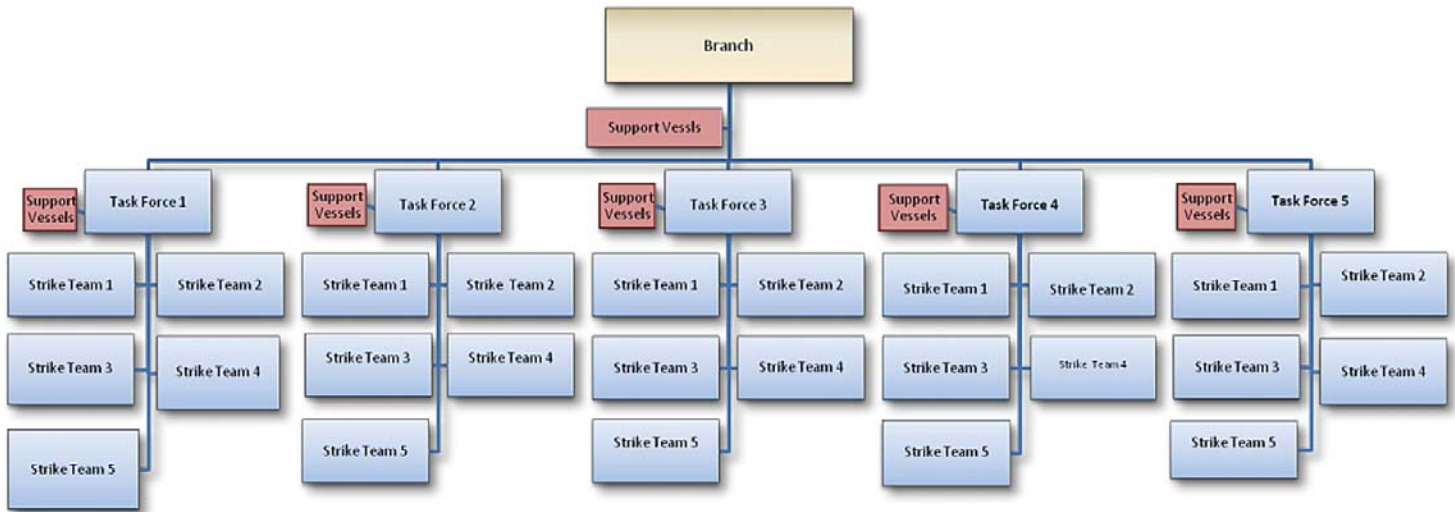 Branch
Support Vessls
Support
Vessels
Task Force 1
Support
Vessels
Task Force 2
Support
Vessels
Task Force 3
Support
Vessels
Task Force 4
Support
Vessels
Task Force 5
Strike Team 1
Strike Team 2
Strike Team 1
Strike Team 2
Strike Team 1
Strike Team 2
Strike Team 1
Strike Team 2
Strike Team 1
Strike Team 2
Strike Team 3
Strike Team 4
Strike Team 3
Strike Team 4
Strike Team 3
Strike Team 4
Strike Team 3
Strike Team 4
Strike Team 3
Strike Team 4
Strike Team 5
Strike Team 5
Strike Team 5
Strike Team 5
Strike Team 5